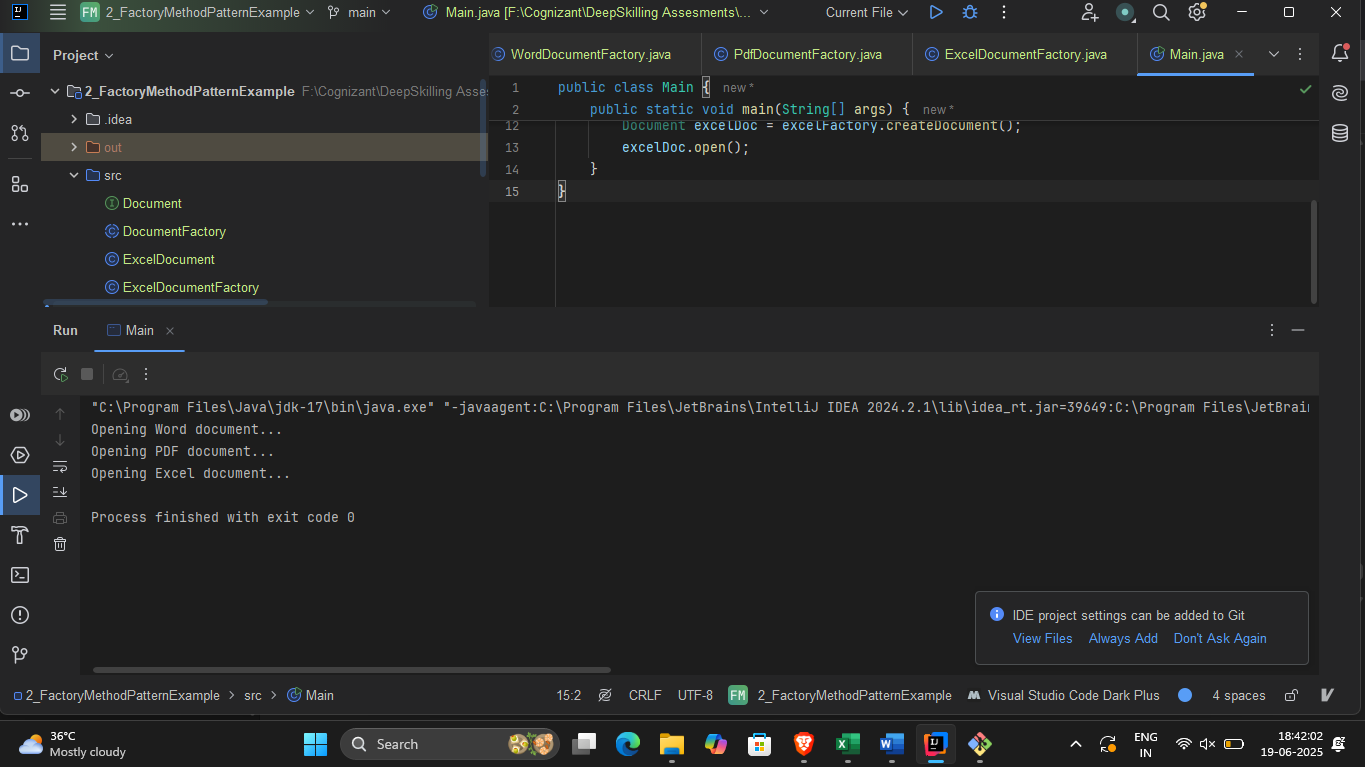 FM 2_FactoryMethodPatternExample main Main.java [F:\Cognizant\DeepSkilling Assesments\... Current File
Project
WordDocumentFactory.java PdfDocumentFactory.java ExcelDocumentFactory.java Main.java
2_FactoryMethodPatternExample F:\Cognizant\DeepSkilling Asse
.idea
out
src
Document
DocumentFactory
ExcelDocument
ExcelDocumentFactory
1 public class Main { new *
2 public static void main(String[] args) { new *
12 Document excelDoc = excelFactory.createDocument();
13 excelDoc.open();
14 }
15 }
Run Main
"C:\Program Files\Java\jdk-17\bin\java.exe" "-javaagent:C:\Program Files\JetBrains\IntelliJ IDEA 2024.2.1\lib\idea_rt.jar=39649:C:\Program Files\JetBrain
Opening Word document...
Opening PDF document...
Opening Excel document...
Process finished with exit code 0
IDE project settings can be added to Git
View Files Always Add Don't Ask Again
2_FactoryMethodPatternExample src Main 15:2 CRLF UTF-8 FM 2_FactoryMethodPatternExample Visual Studio Code Dark Plus 4 spaces
36°C
Mostly cloudy
Search
ENG
IN
18:42:02
19-06-2025